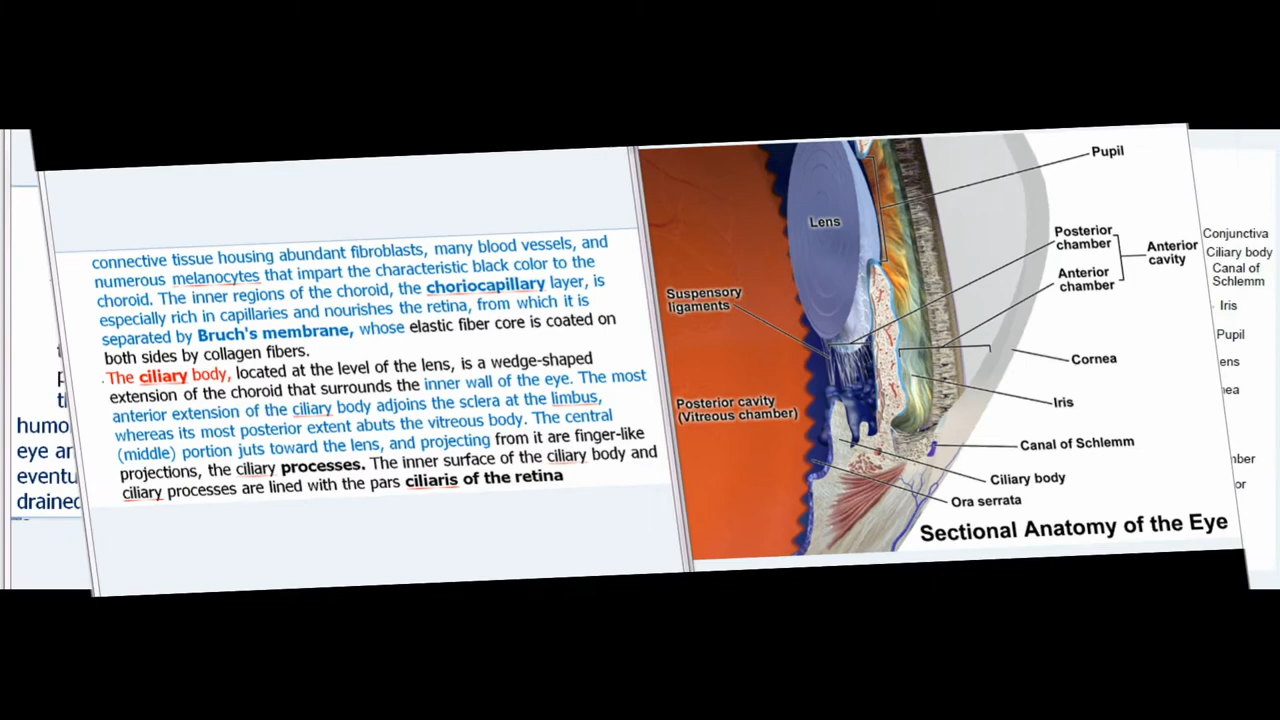 connective tissue housing abundant fibroblasts, many blood vessels, and
numerous melanocytes that impart the characteristic black color to the
choroid. The inner regions of the choroid, the choriocapillary layer, is
especially rich in capillaries and nourishes the retina, from which it is
separated by Bruch's membrane, whose elastic fiber core is coated on
both sides by collagen fibers.
The ciliary body, located at the level of the lens, is a wedge-shaped
extension of the choroid that surrounds the inner wall of the eye. The most
anterior extension of the ciliary body adjoins the sclera at the limbus,
whereas its most posterior extent abuts the vitreous body. The central
(middle) portion juts toward the lens, and projecting from it are finger-like
projections, the ciliary processes. The inner surface of the ciliary body and
ciliary processes are lined with the pars ciliaris of the retina
humo
eye ar
eventu
drained
Lens
Suspensory
ligaments
Posterior cavity
(Vitreous chamber)
Pupil
Posterior
chamber
Anterior
chamber
Anterior
cavity
Cornea
Iris
Canal of Schlemm
Ciliary body
Ora serrata
Sectional Anatomy of the Eye
Conjunctiva
Ciliary body
Canal of
Schlemm
Iris
Pupil
ens
ea
mber
or